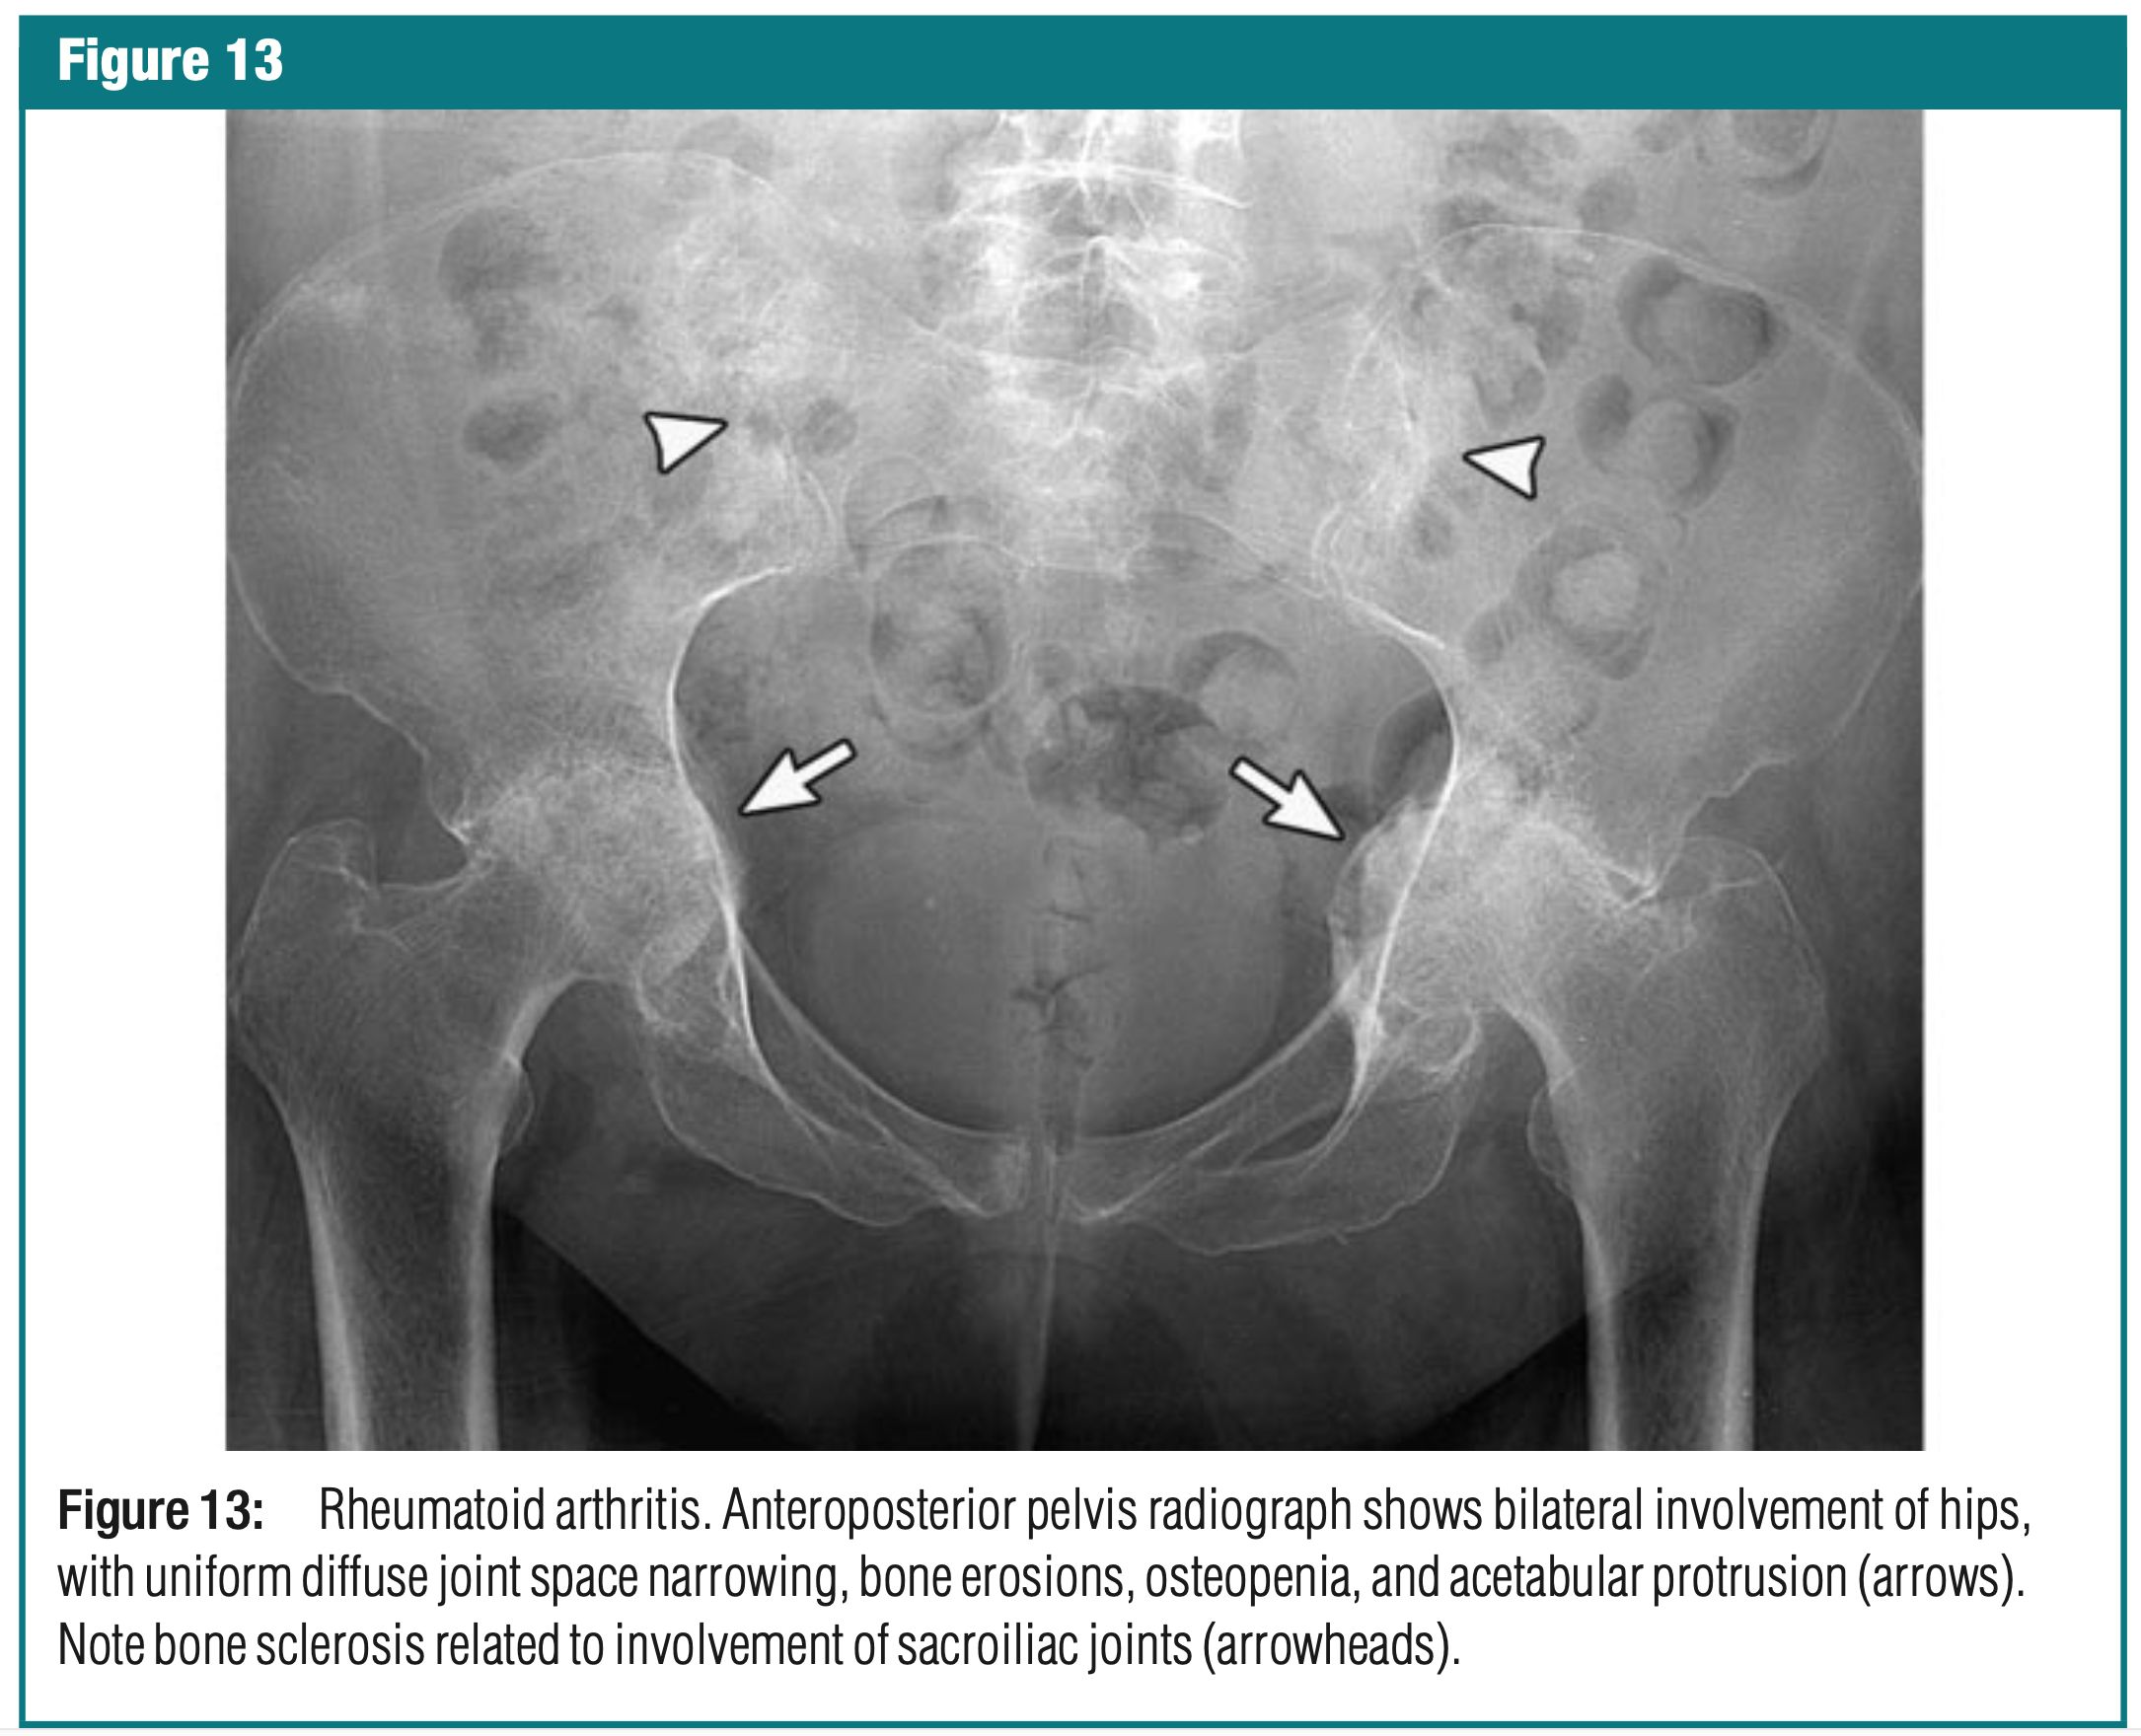 Figure 13
Figure 13: Rheumatoid arthritis. Anteroposterior pelvis radiograph shows bilateral involvement of hips,
with uniform diffuse joint space narrowing, bone erosions, osteopenia, and acetabular protrusion (arrows).
Note bone sclerosis related to involvement of sacroiliac joints (arrowheads).